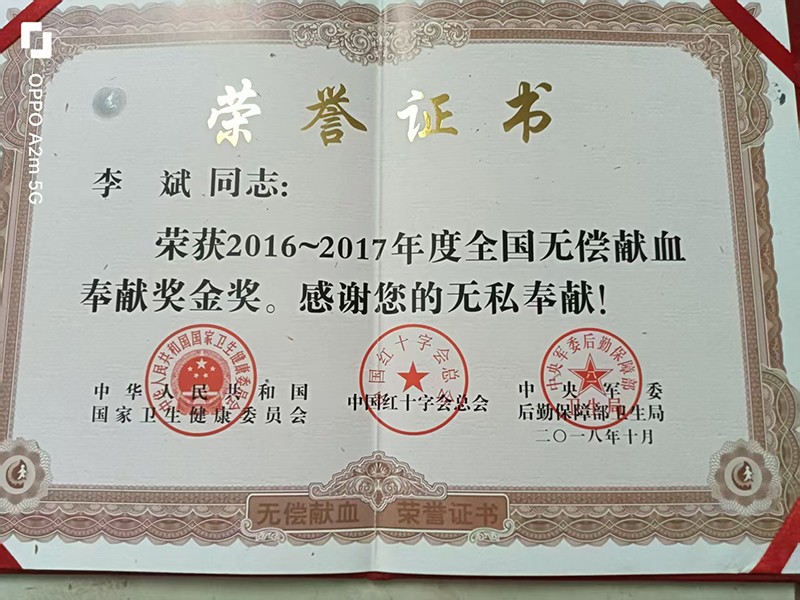 OPPO A2m 5G
荣誉证书
李 斌 同志:
荣获2016~2017年度全国无偿献血
奉献奖金奖。感谢您的无私奉献!
中华人民共和国国家卫生健康委员会
中国红十字会总会
中央军委后勤保障部
卫生局
中华人民共和国
国家卫生健康委员会
中国红十字会总会
中央军委
后勤保障部卫生局
二〇一八年十月
无偿献血 荣誉证书